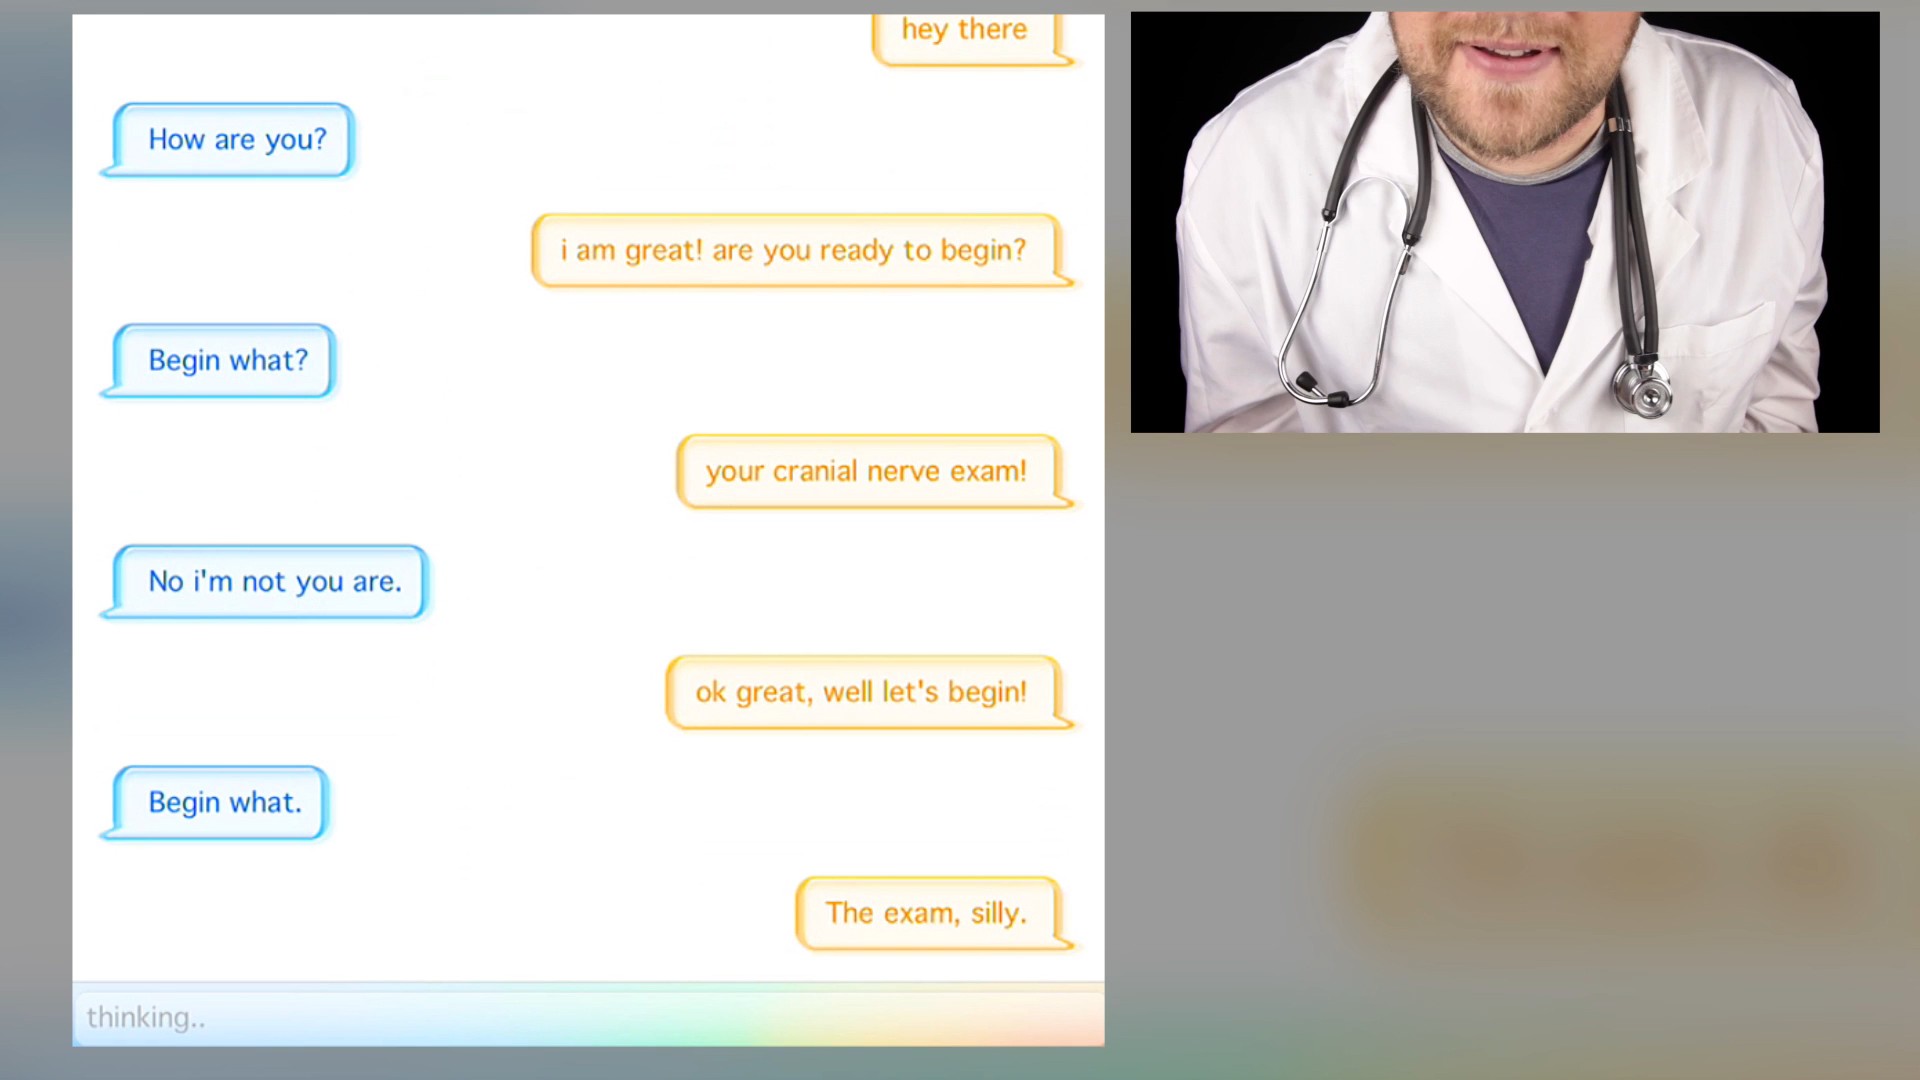 hey there
How are you?
i am great! are you ready to begin?
Begin what?
your cranial nerve exam!
No i'm not you are.
ok great, well let's begin!
Begin what.
The exam, silly.
thinking..